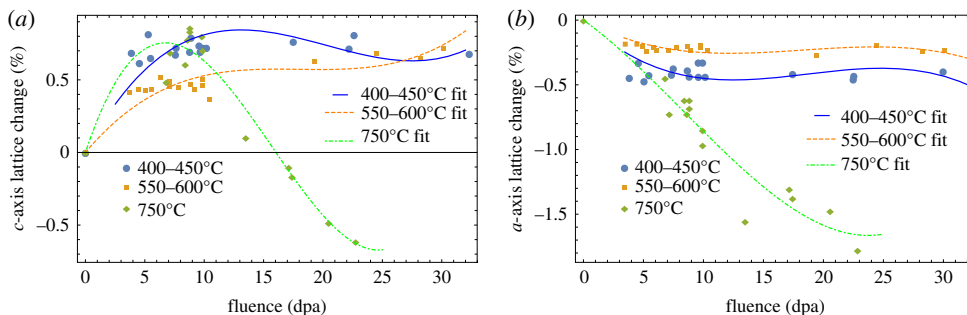 (a)
1.0
0.5
0
–0.5
c-axis lattice change (%)
400–450°C fit
550–600°C fit
750°C fit
400–450°C
550–600°C
750°C
0 5 10 15 20 25 30
fluence (dpa)
(b)
0
–0.5
–1.0
–1.5
a-axis lattice change (%)
400–450°C fit
550–600°C fit
750°C fit
400–450°C
550–600°C
750°C
0 5 10 15 20 25 30
fluence (dpa)